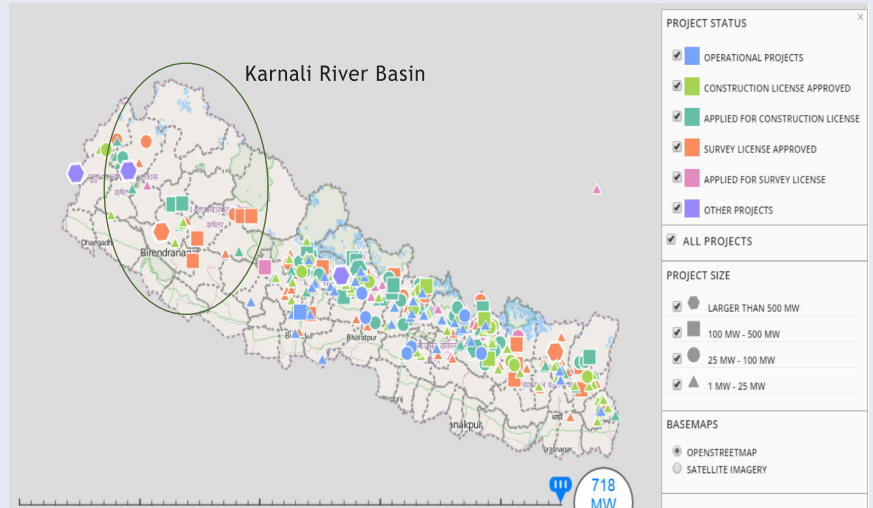 Karnali River Basin
Dhangadhi
Birendranagar
Bharatpur
718
MW
PROJECT STATUS
OPERATIONAL PROJECTS
CONSTRUCTION LICENSE APPROVED
APPLIED FOR CONSTRUCTION LICENSE
SURVEY LICENSE APPROVED
APPLIED FOR SURVEY LICENSE
OTHER PROJECTS
ALL PROJECTS
PROJECT SIZE
LARGER THAN 500 MW
100 MW - 500 MW
25 MW - 100 MW
1 MW - 25 MW
BASEMAPS
OPENSTREETMAP
SATELLITE IMAGERY